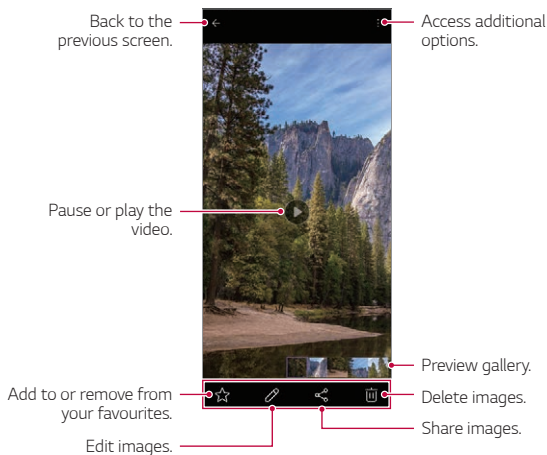 Back to the
previous screen.
Access additional
options.
Pause or play the
video.
Preview gallery.
Add to or remove from
your favourites.
Delete images.
Share images.
Edit images.